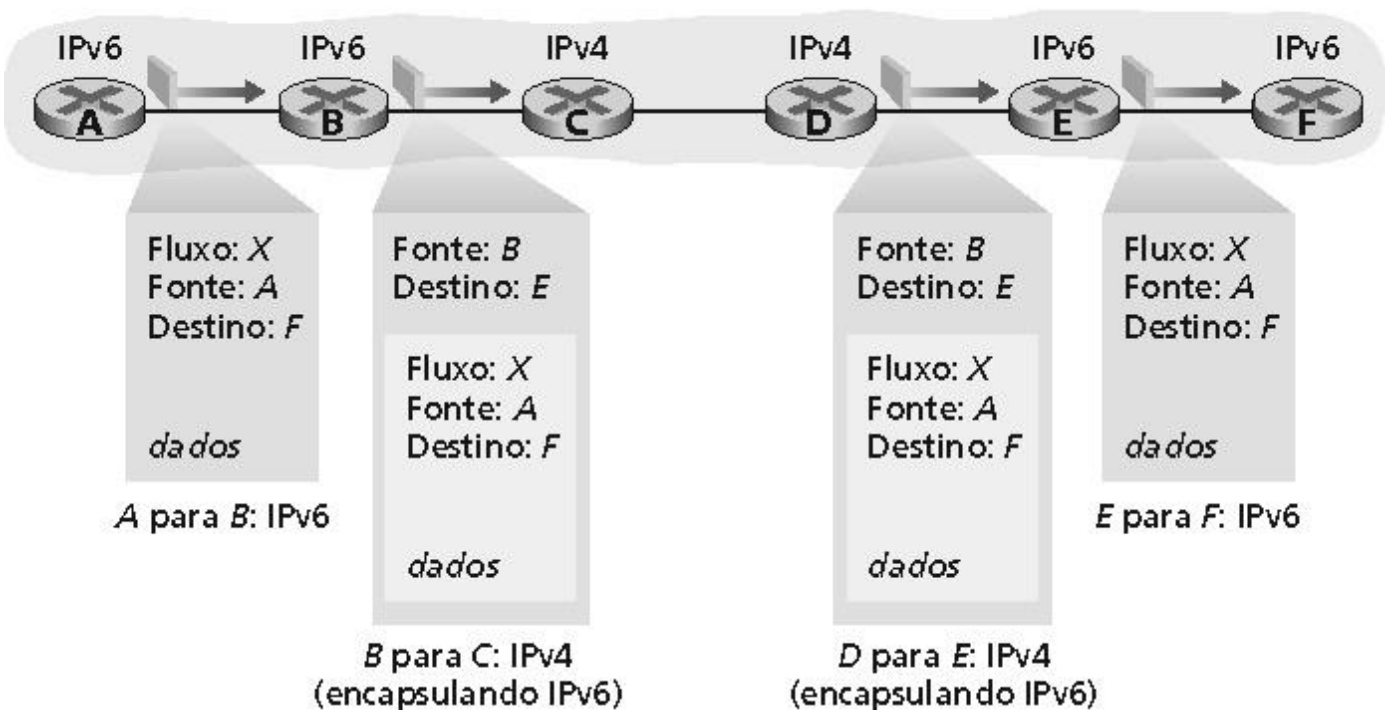 IPv6 IPv6 IPv4 IPv4 IPv6 IPv6
A B C D E F
Fluxo: X
Fonte: A
Destino: F
dados
A para B: IPv6
Fonte: B
Destino: E
Fluxo: X
Fonte: A
Destino: F
dados
B para C: IPv4
(encapsulando IPv6)
Fonte: B
Destino: E
Fluxo: X
Fonte: A
Destino: F
dados
D para E: IPv4
(encapsulando IPv6)
Fluxo: X
Fonte: A
Destino: F
dados
E para F: IPv6